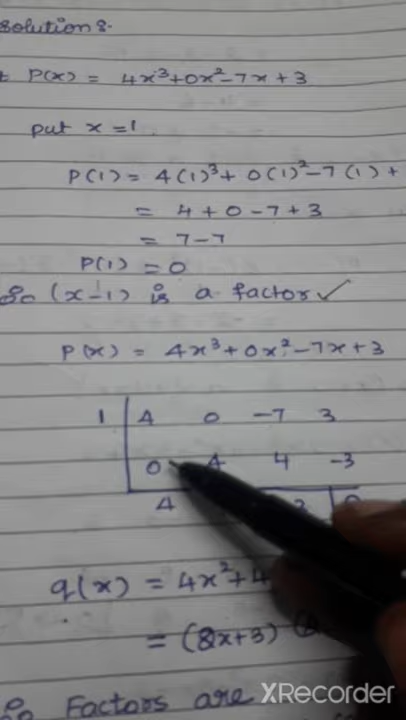 Solution :-
P(x) = 4x³+0x²-7x+3
put x = 1
P(1) = 4(1)³+0(1)²-7(1)+
= 4+0-7+3
= 7-7
P(1) = 0
So (x-1) is a factor ✓
P(x) = 4x³+0x²-7x+3
1 | 4 0 -7 3
0 4 4 -3
4
q(x) = 4x²+4
= (2x+3)
So Factors are
XRecorder